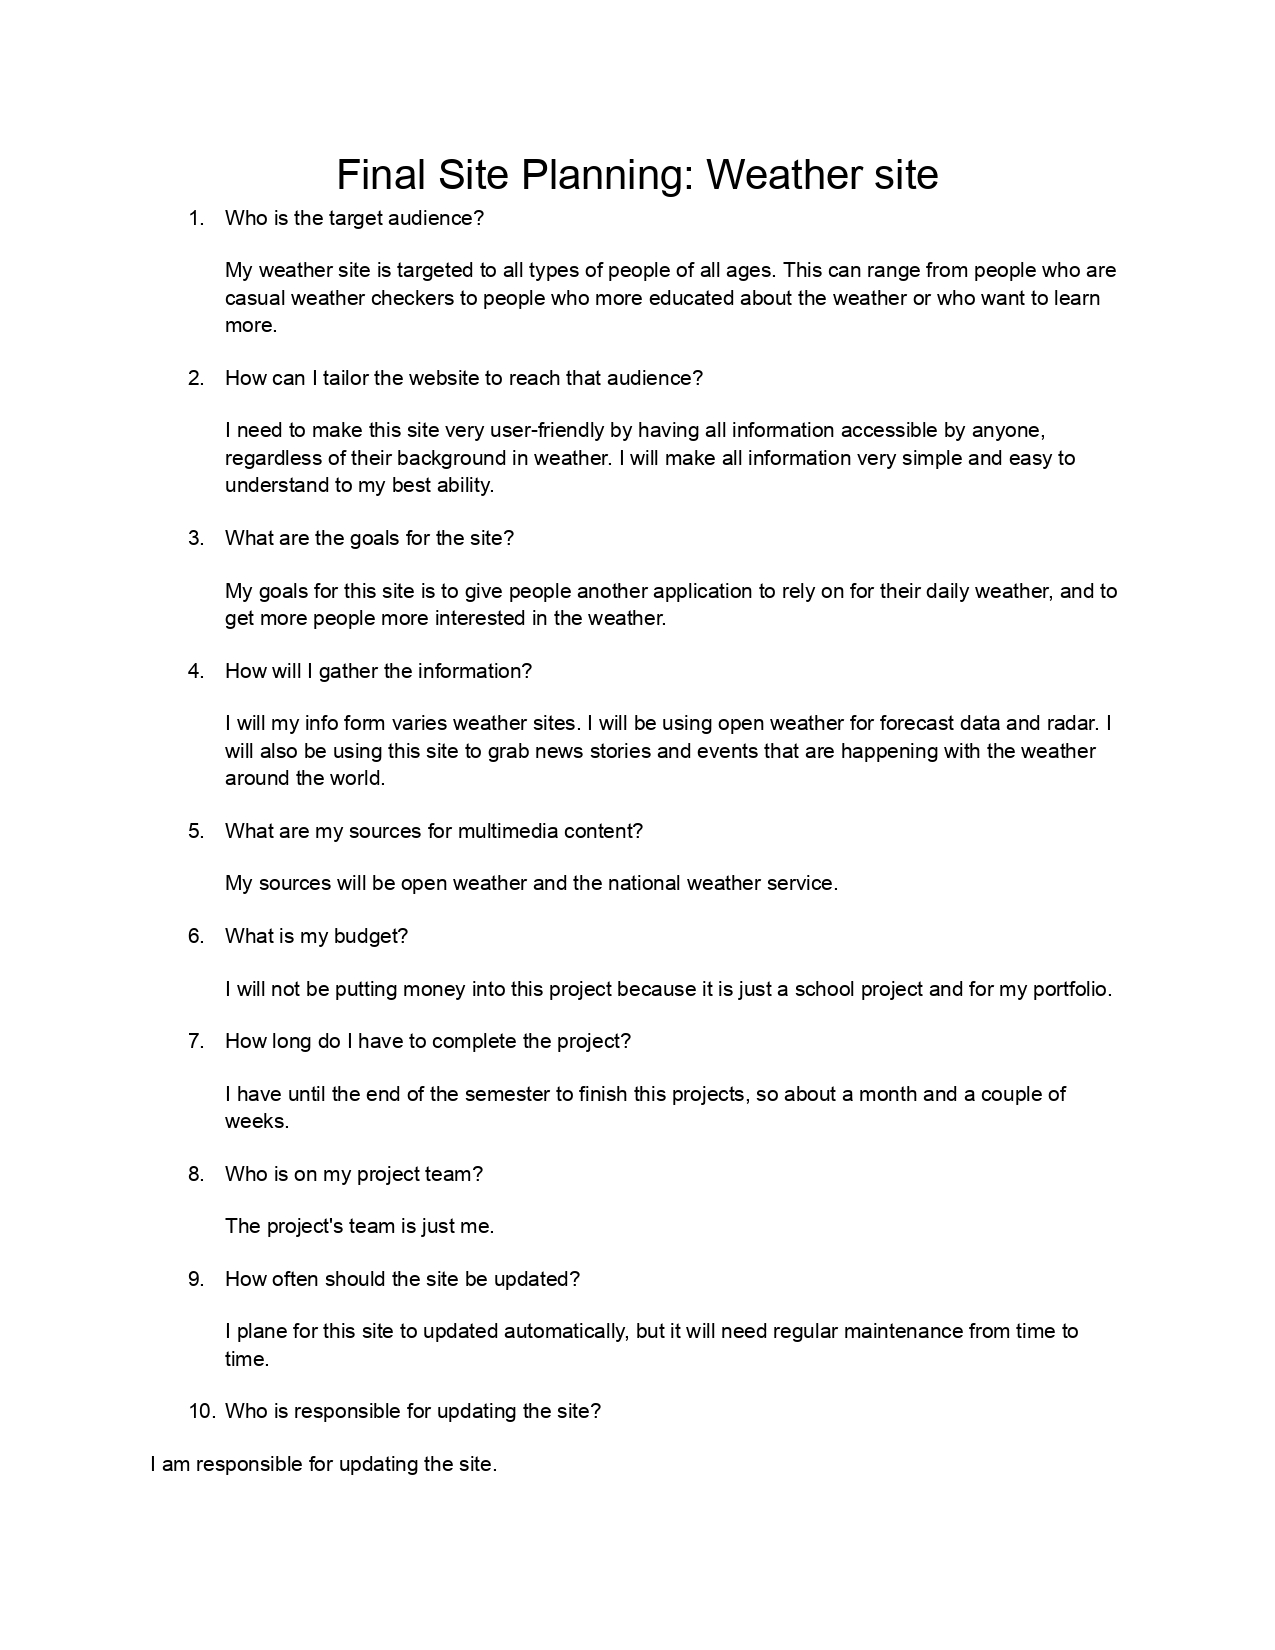 Final Site Planning: Weather site
1. Who is the target audience?
My weather site is targeted to all types of people of all ages. This can range from people who are
casual weather checkers to people who more educated about the weather or who want to learn
more.
2. How can I tailor the website to reach that audience?
I need to make this site very user-friendly by having all information accessible by anyone,
regardless of their background in weather. I will make all information very simple and easy to
understand to my best ability.
3. What are the goals for the site?
My goals for this site is to give people another application to rely on for their daily weather, and to
get more people more interested in the weather.
4. How will I gather the information?
I will my info form varies weather sites. I will be using open weather for forecast data and radar. I
will also be using this site to grab news stories and events that are happening with the weather
around the world.
5. What are my sources for multimedia content?
My sources will be open weather and the national weather service.
6. What is my budget?
I will not be putting money into this project because it is just a school project and for my portfolio.
7. How long do I have to complete the project?
I have until the end of the semester to finish this projects, so about a month and a couple of
weeks.
8. Who is on my project team?
The project's team is just me.
9. How often should the site be updated?
I plane for this site to updated automatically, but it will need regular maintenance from time to
time.
10. Who is responsible for updating the site?
I am responsible for updating the site.